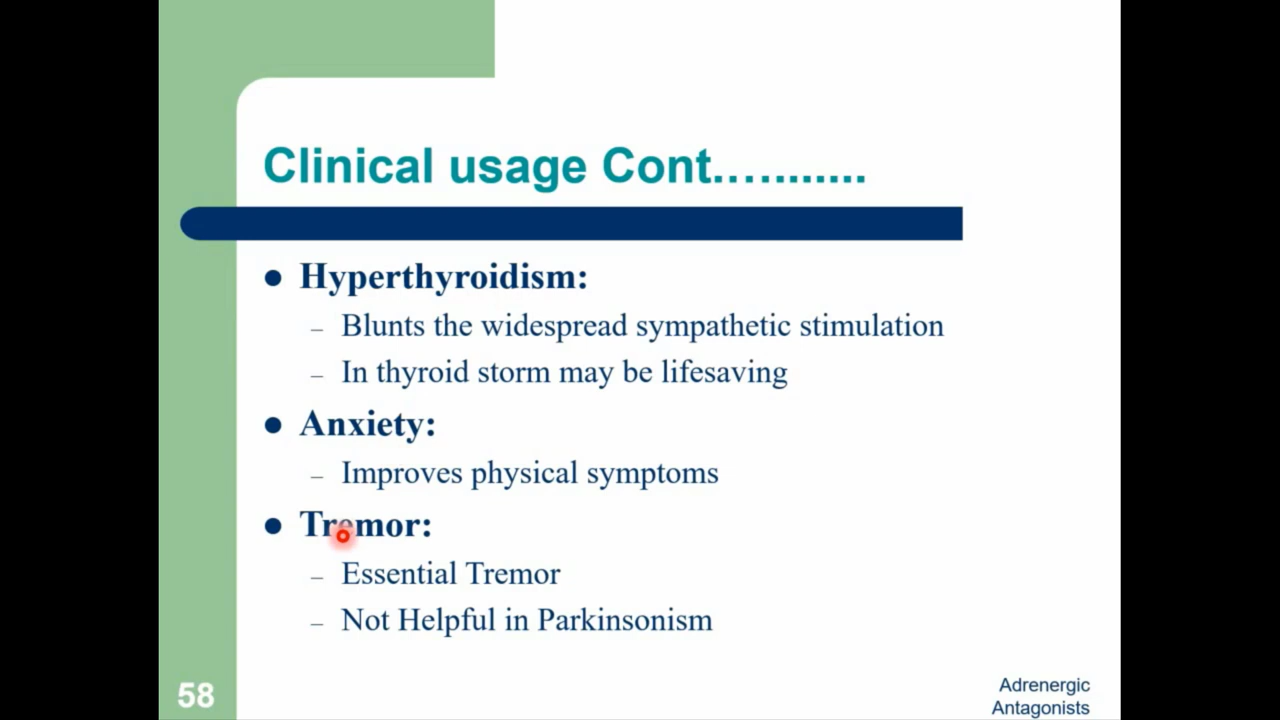 Clinical usage Cont...........
Hyperthyroidism:
– Blunts the widespread sympathetic stimulation
– In thyroid storm may be lifesaving
Anxiety:
– Improves physical symptoms
Tremor:
– Essential Tremor
– Not Helpful in Parkinsonism
58
Adrenergic
Antagonists